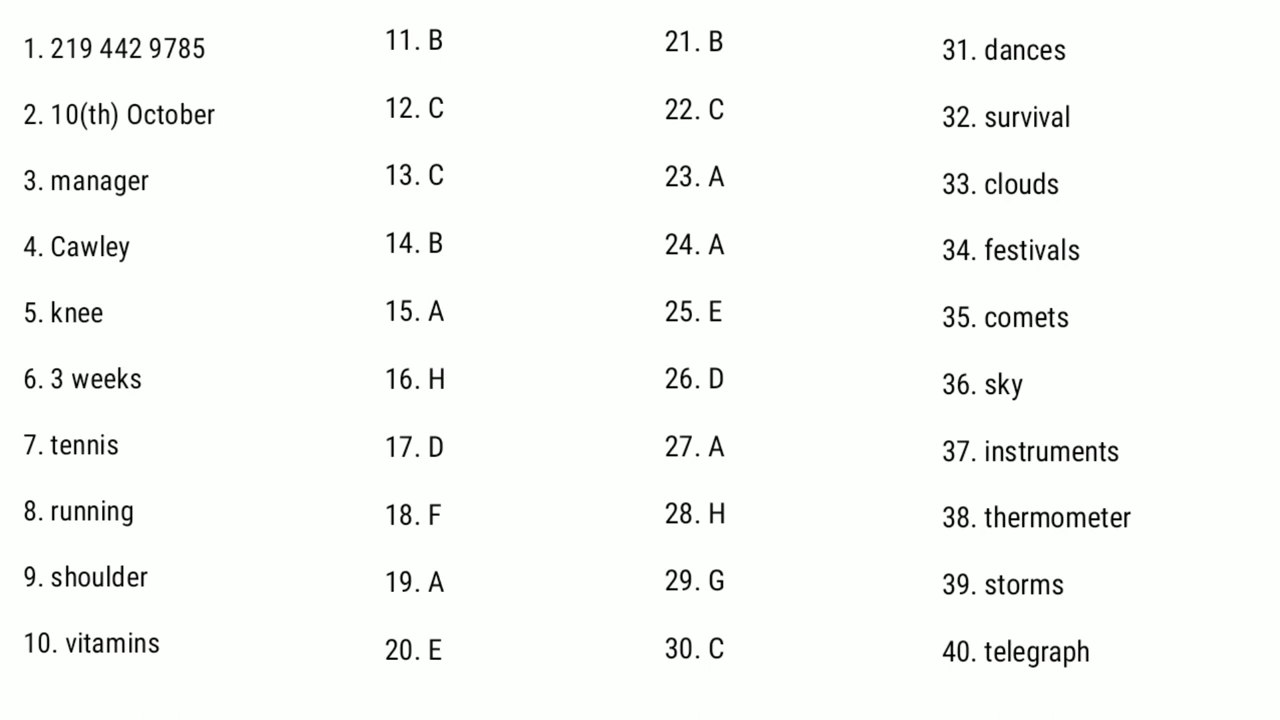 1. 219 442 9785
2. 10(th) October
3. manager
4. Cawley
5. knee
6. 3 weeks
7. tennis
8. running
9. shoulder
10. vitamins
11. B
12. C
13. C
14. B
15. A
16. H
17. D
18. F
19. A
20. E
21. B
22. C
23. A
24. A
25. E
26. D
27. A
28. H
29. G
30. C
31. dances
32. survival
33. clouds
34. festivals
35. comets
36. sky
37. instruments
38. thermometer
39. storms
40. telegraph